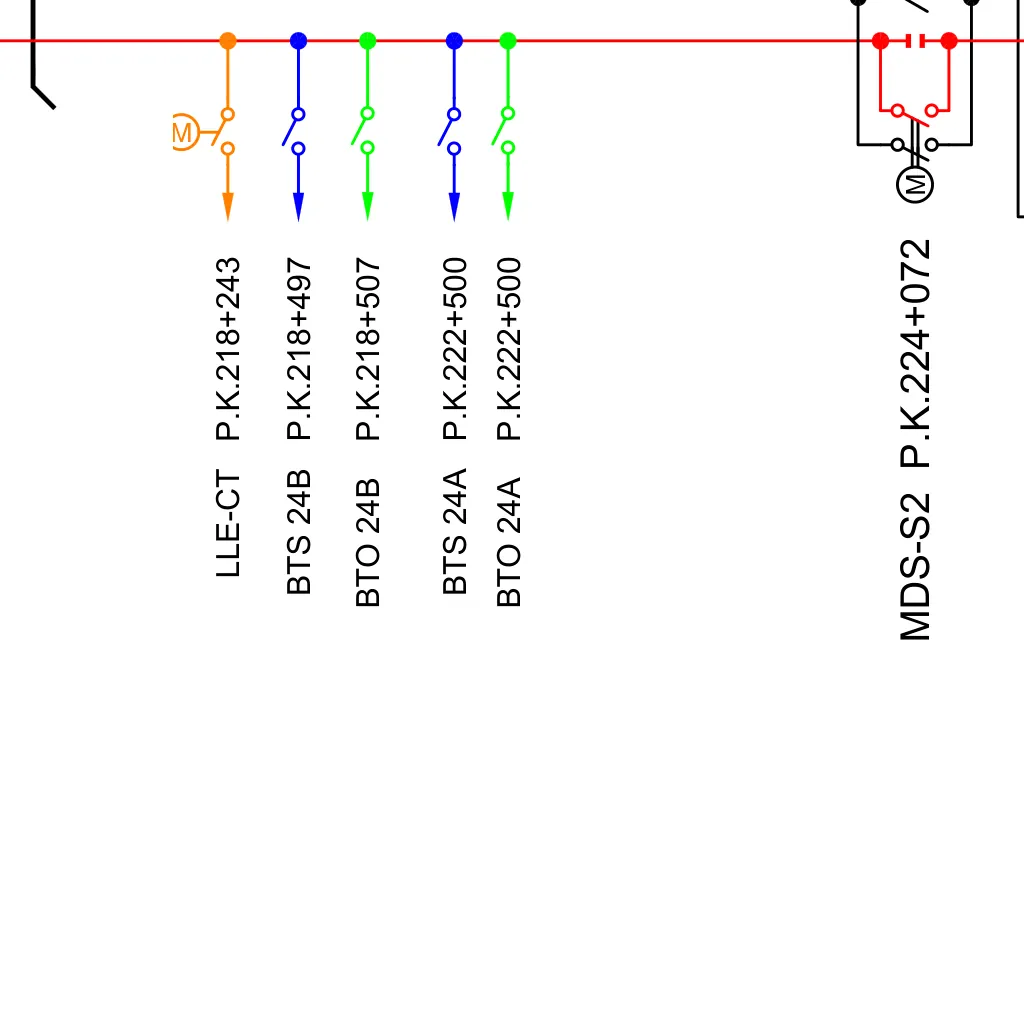 M
M
LLE-CT P.K.218+243
BTS 24B P.K.218+497
BTO 24B P.K.218+507
BTS 24A P.K.222+500
BTO 24A P.K.222+500
MDS-S2 P.K.224+072